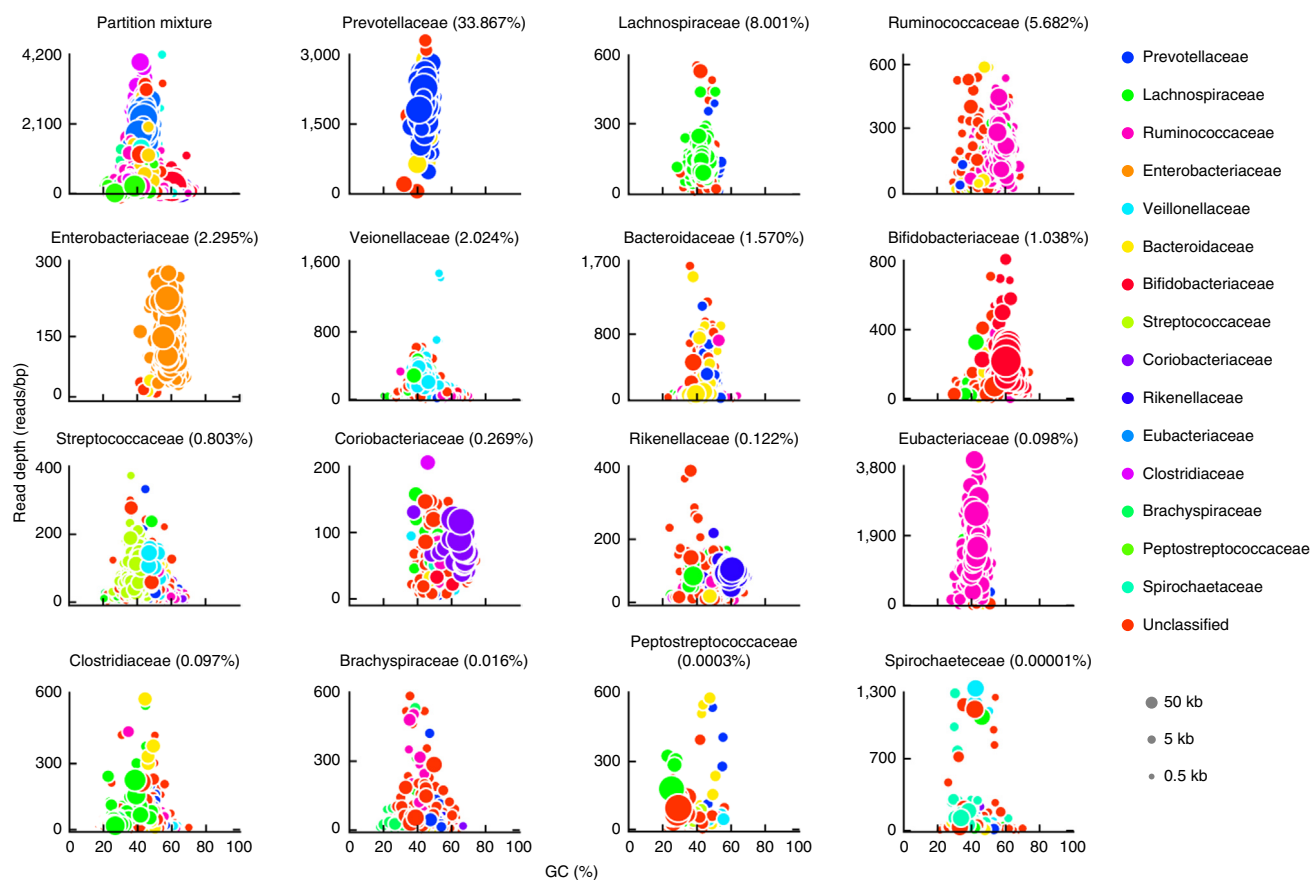 Partition mixture
Prevotellaceae (33.867%)
Lachnospiraceae (8.001%)
Ruminococcaceae (5.682%)
4,200
2,100
0
3,000
1,500
0
600
300
0
600
300
0
Enterobacteriaceae (2.295%)
Veionellaceae (2.024%)
Bacteroidaceae (1.570%)
Bifidobacteriaceae (1.038%)
300
150
0
1,600
800
0
1,700
800
0
800
400
0
Streptococcaceae (0.803%)
Coriobacteriaceae (0.269%)
Rikenellaceae (0.122%)
Eubacteriaceae (0.098%)
400
200
0
200
100
0
400
200
0
3,800
1,900
0
Clostridiaceae (0.097%)
Brachyspiraceae (0.016%)
Peptostreptococcaceae
(0.0003%)
Spirochaeteceae (0.00001%)
600
300
0
600
300
0
600
300
0
1,300
700
0
0 20 40 60 80 100
0 20 40 60 80 100
0 20 40 60 80 100
0 20 40 60 80 100
Read depth (reads/bp)
GC (%)
Prevotellaceae
Lachnospiraceae
Ruminococcaceae
Enterobacteriaceae
Veillonellaceae
Bacteroidaceae
Bifidobacteriaceae
Streptococcaceae
Coriobacteriaceae
Rikenellaceae
Eubacteriaceae
Clostridiaceae
Brachyspiraceae
Peptostreptococcaceae
Spirochaetaceae
Unclassified
50 kb
5 kb
0.5 kb